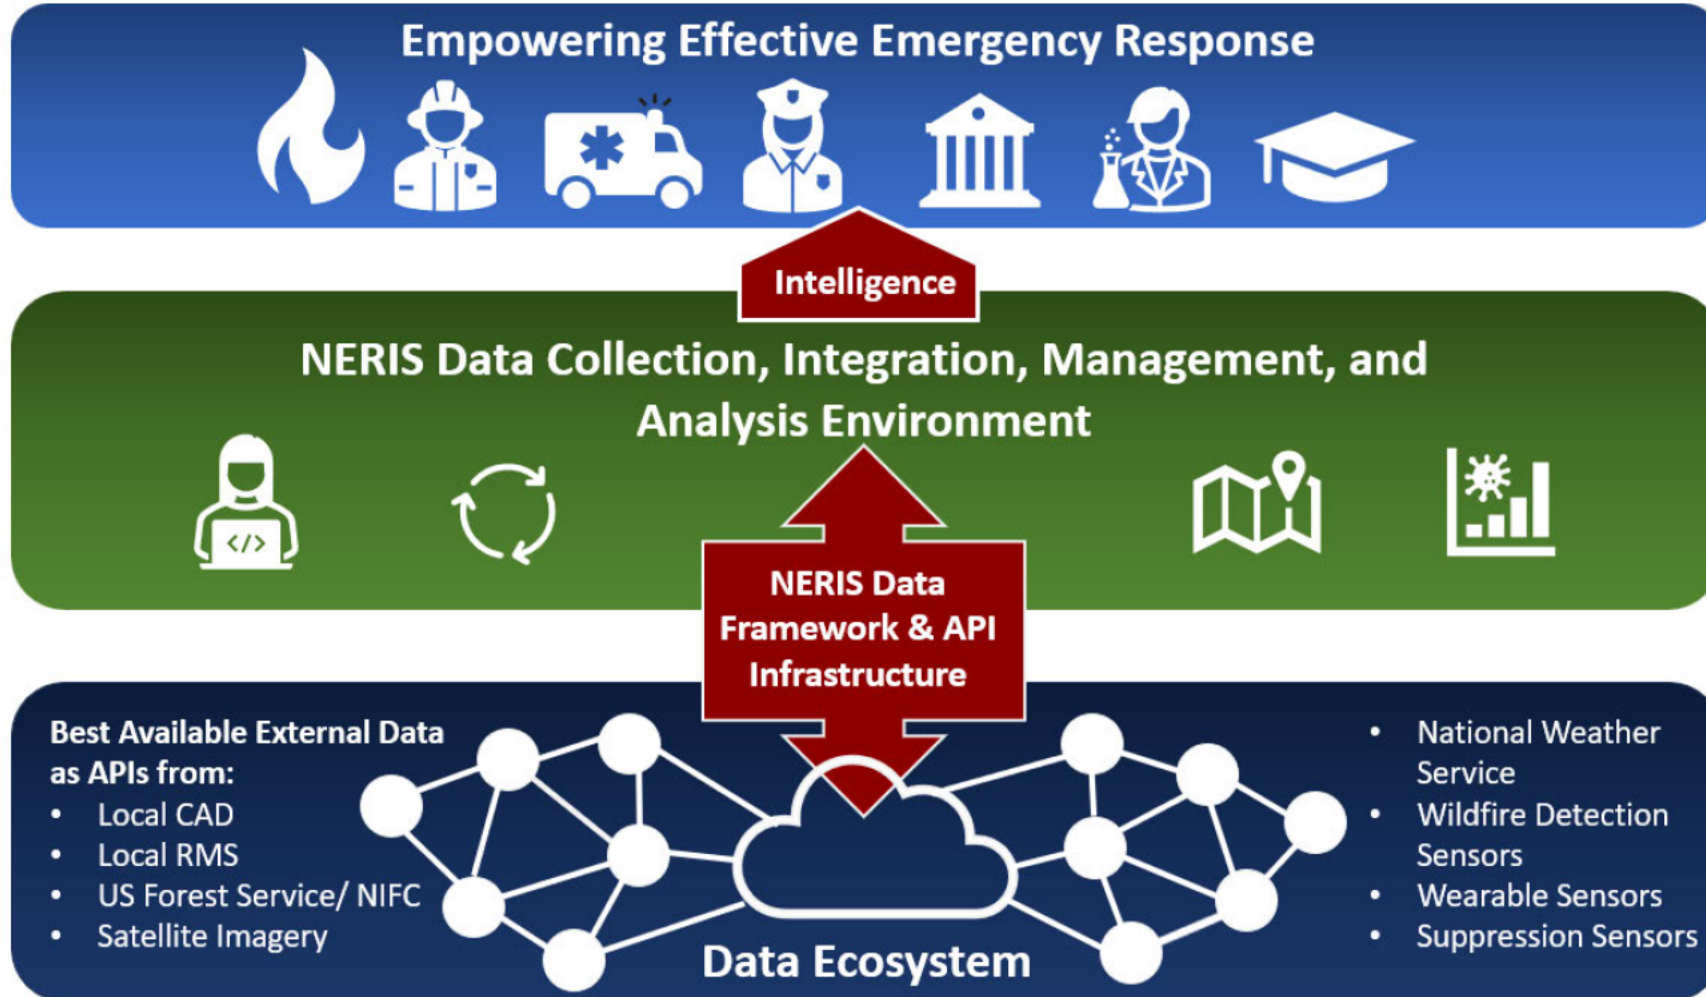 Empowering Effective Emergency Response
Intelligence
NERIS Data Collection, Integration, Management, and
Analysis Environment
</>
NERIS Data
Framework & API
Infrastructure
Best Available External Data
as APIs from:
• Local CAD
• Local RMS
• US Forest Service/ NIFC
• Satellite Imagery
• National Weather
Service
• Wildfire Detection
Sensors
• Wearable Sensors
• Suppression Sensors
Data Ecosystem